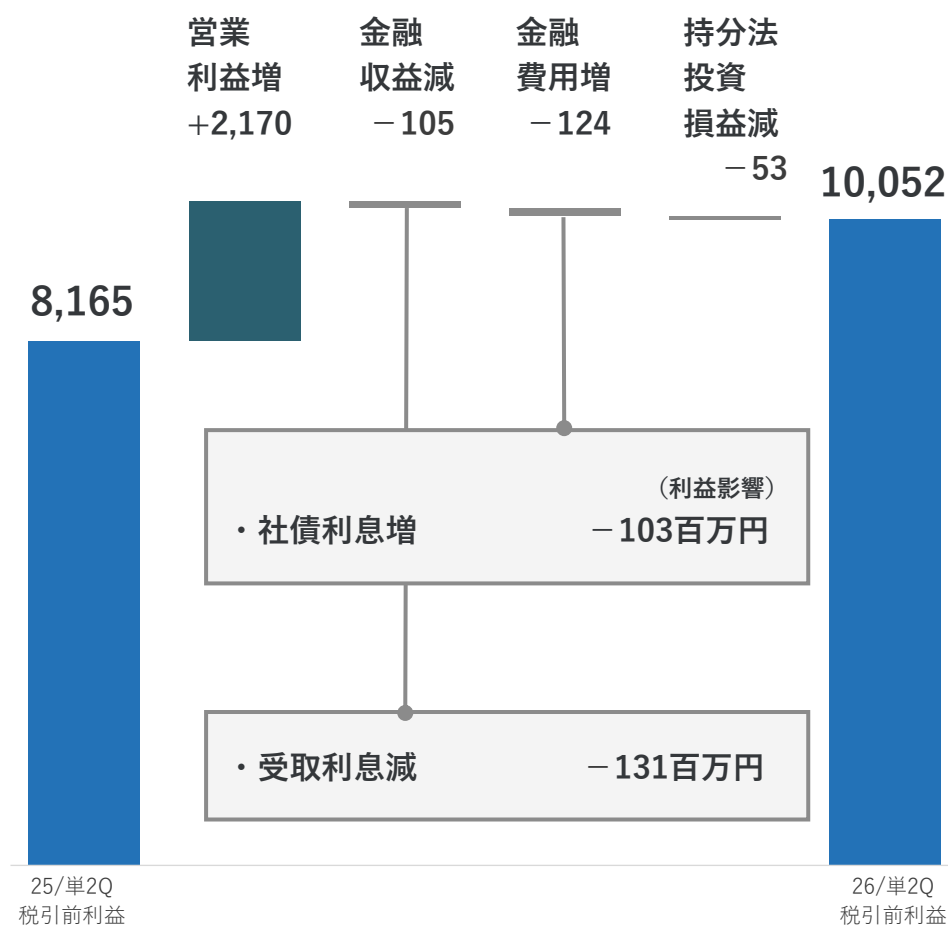 営業
利益増
+2,170
金融
収益減
－105
金融
費用増
－124
持分法
投資
損益減
－53
10,052
8,165
（利益影響）
・社債利息増 －103百万円
・受取利息減 －131百万円
25/単2Q
税引前利益
26/単2Q
税引前利益